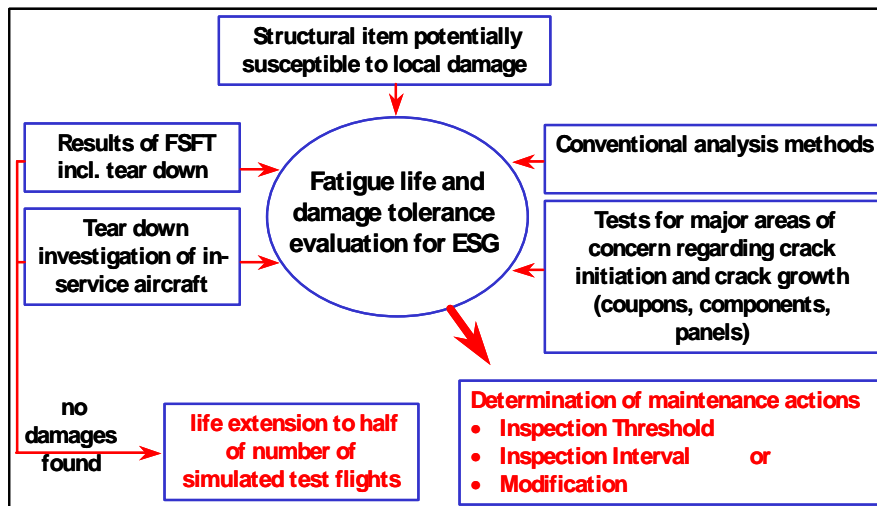 Structural item potentially
susceptible to local damage
Results of FSFT
incl. tear down
Conventional analysis methods
Fatigue life and
damage tolerance
evaluation for ESG
Tear down
investigation of in-
service aircraft
Tests for major areas of
concern regarding crack
initiation and crack growth
(coupons, components,
panels)
no
damages
found
life extension to half
of number of
simulated test flights
Determination of maintenance actions
• Inspection Threshold
• Inspection Interval or
• Modification